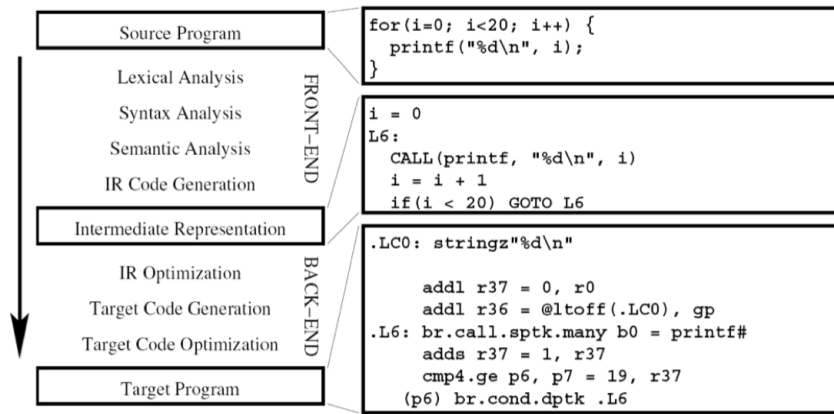 Source Program
Lexical Analysis
Syntax Analysis
Semantic Analysis
IR Code Generation
FRONT-END
Intermediate Representation
IR Optimization
Target Code Generation
Target Code Optimization
BACK-END
Target Program
for(i=0; i<20; i++) {
  printf("%d\n", i);
}
i = 0
L6:
  CALL(printf, "%d\n", i)
  i = i + 1
  if(i < 20) GOTO L6
.LC0: stringz"%d\n"
     addl r37 = 0, r0
     addl r36 = @ltoff(.LC0), gp
.L6: br.call.sptk.many b0 = printf#
     adds r37 = 1, r37
     cmp4.ge p6, p7 = 19, r37
   (p6) br.cond.dptk .L6